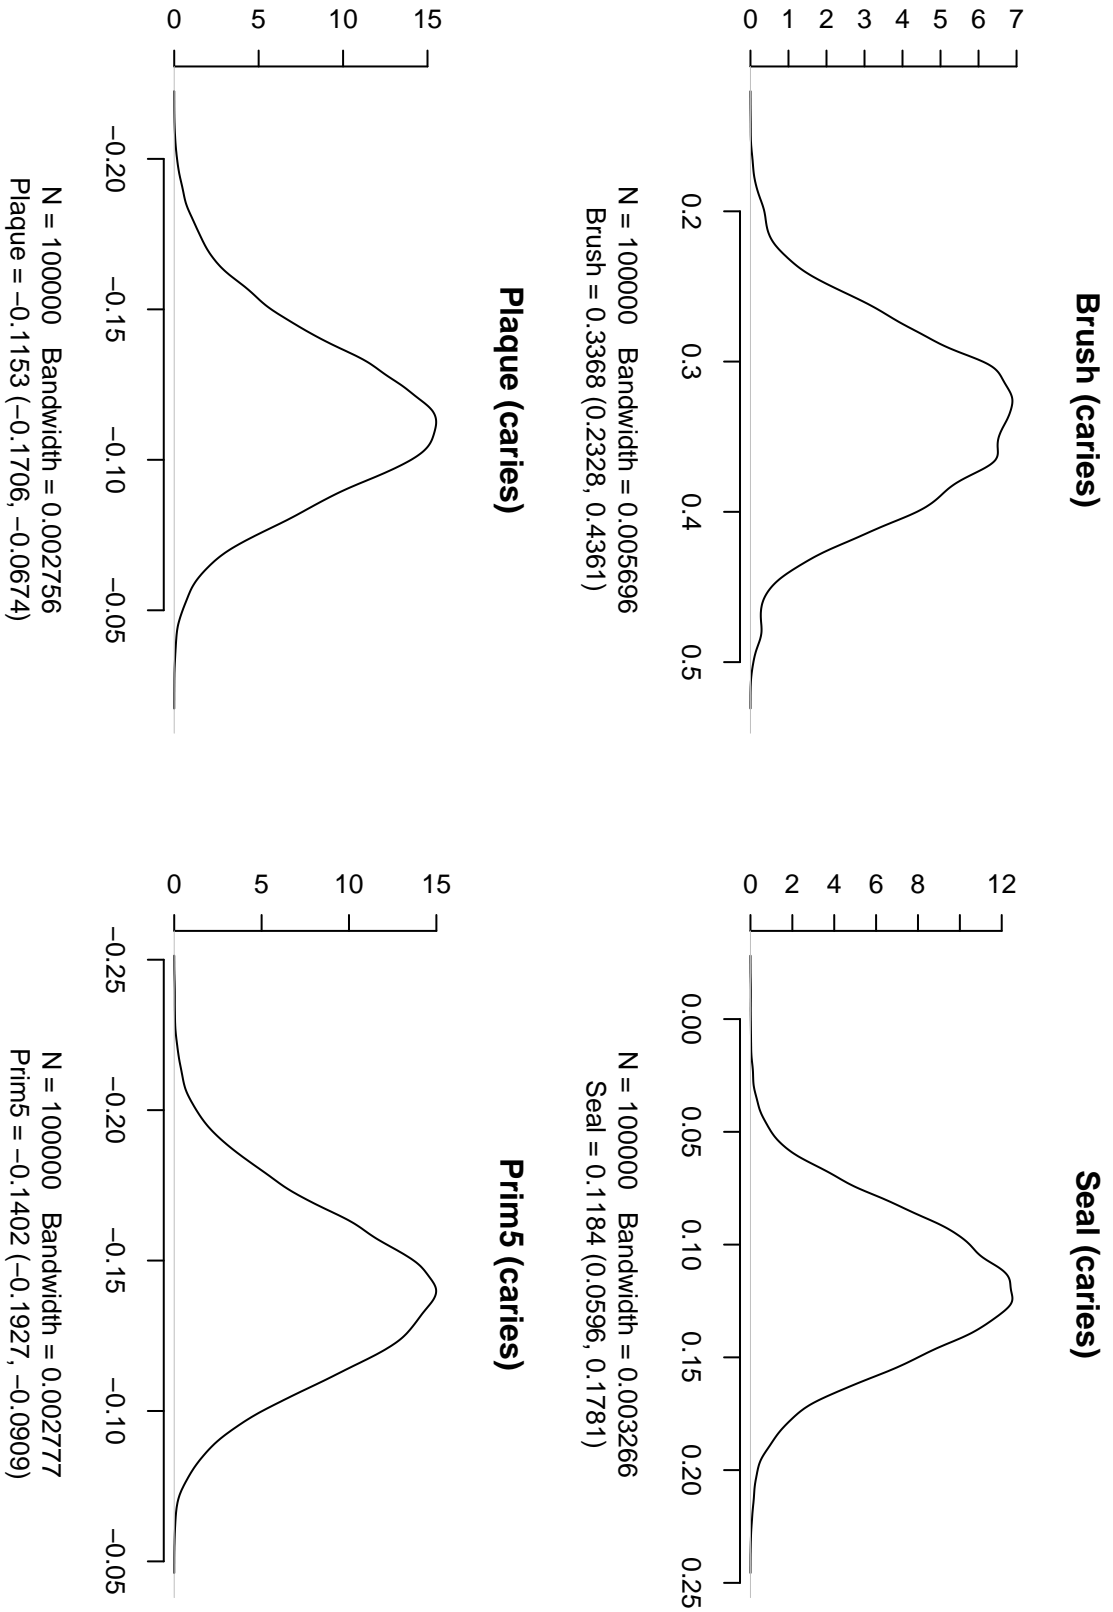 Brush (caries)
0 1 2 3 4 5 6 7
0.2 0.3 0.4 0.5
N = 100000 Bandwidth = 0.005696
Brush = 0.3368 (0.2328, 0.4361)
Seal (caries)
0 2 4 6 8 12
0.00 0.05 0.10 0.15 0.20 0.25
N = 100000 Bandwidth = 0.003266
Seal = 0.1184 (0.0596, 0.1781)
Plaque (caries)
0 5 10 15
−0.20 −0.15 −0.10 −0.05
N = 100000 Bandwidth = 0.002756
Plaque = −0.1153 (−0.1706, −0.0674)
Prim5 (caries)
0 5 10 15
−0.25 −0.20 −0.15 −0.10 −0.05
N = 100000 Bandwidth = 0.002777
Prim5 = −0.1402 (−0.1927, −0.0909)